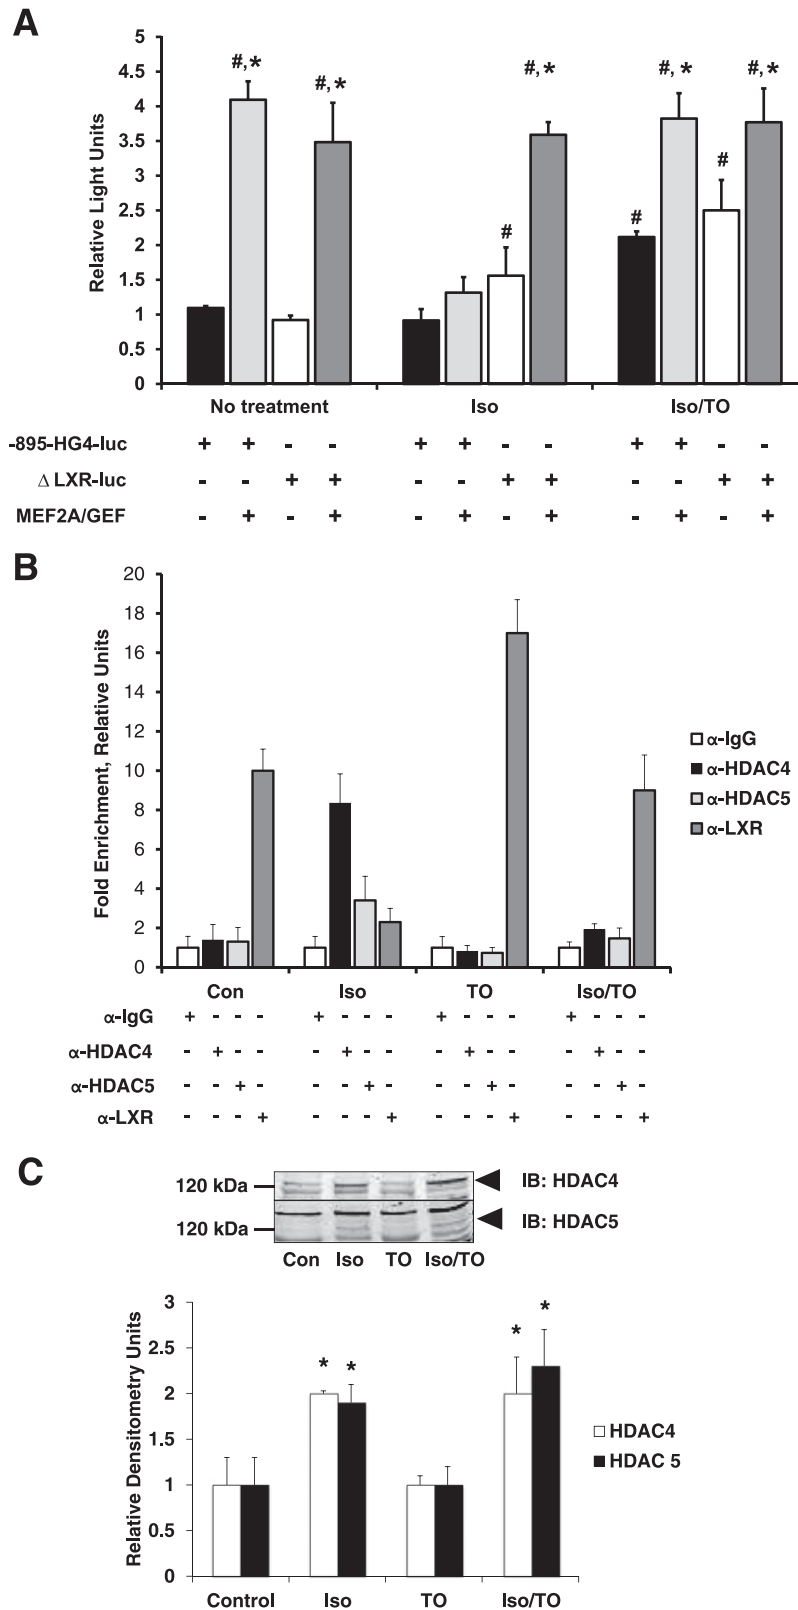 A
5
4.5
4
3.5
3
2.5
2
1.5
1
0.5
0
Relative Light Units
#,*
#,*
#
#,*
#
#,*
#
#,*
No treatment Iso Iso/TO
-895-HG4-luc + + - - + + - - + + - -
Δ LXR-luc - - + + - - + + - - + +
MEF2A/GEF - + - + - + - + - + - +
B
20
18
16
14
12
10
8
6
4
2
0
Fold Enrichment, Relative Units
α-IgG
α-HDAC4
α-HDAC5
α-LXR
Con Iso TO Iso/TO
α-IgG + - - - + - - - + - - - + - - -
α-HDAC4 - + - - - + - - - + - - - + - -
α-HDAC5 - - + - - - + - - - + - - - + -
α-LXR - - - + - - - + - - - + - - - +
C
120 kDa IB: HDAC4
120 kDa IB: HDAC5
Con Iso TO Iso/TO
3
2.5
2
1.5
1
0.5
0
Relative Densitometry Units
* * * *
HDAC4
HDAC 5
Control Iso TO Iso/TO